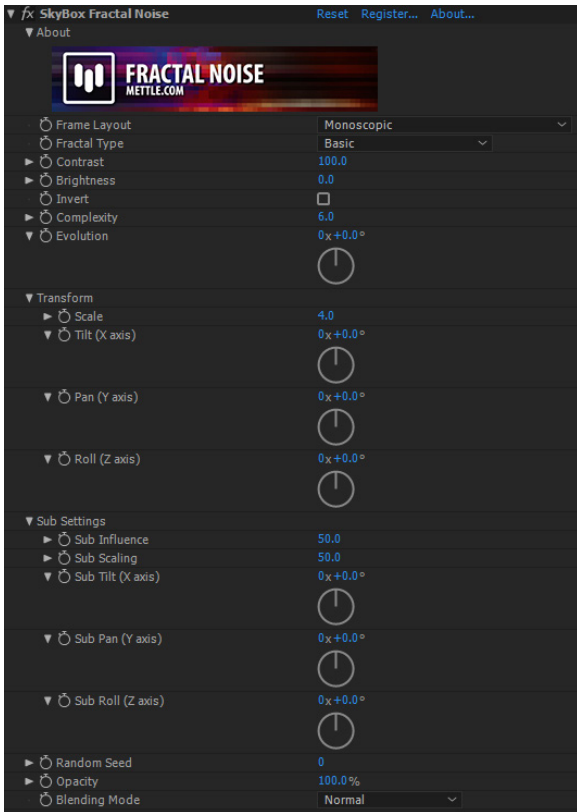 fx SkyBox Fractal Noise Reset Register... About...
About
FRACTAL NOISE
METTLE.COM
Frame Layout Monoscopic
Fractal Type Basic
Contrast 100.0
Brightness 0.0
Invert
Complexity 6.0
Evolution 0x+0.0°
Transform
Scale 4.0
Tilt (X axis) 0x+0.0°
Pan (Y axis) 0x+0.0°
Roll (Z axis) 0x+0.0°
Sub Settings
Sub Influence 50.0
Sub Scaling 50.0
Sub Tilt (X axis) 0x+0.0°
Sub Pan (Y axis) 0x+0.0°
Sub Roll (Z axis) 0x+0.0°
Random Seed 0
Opacity 100.0%
Blending Mode Normal